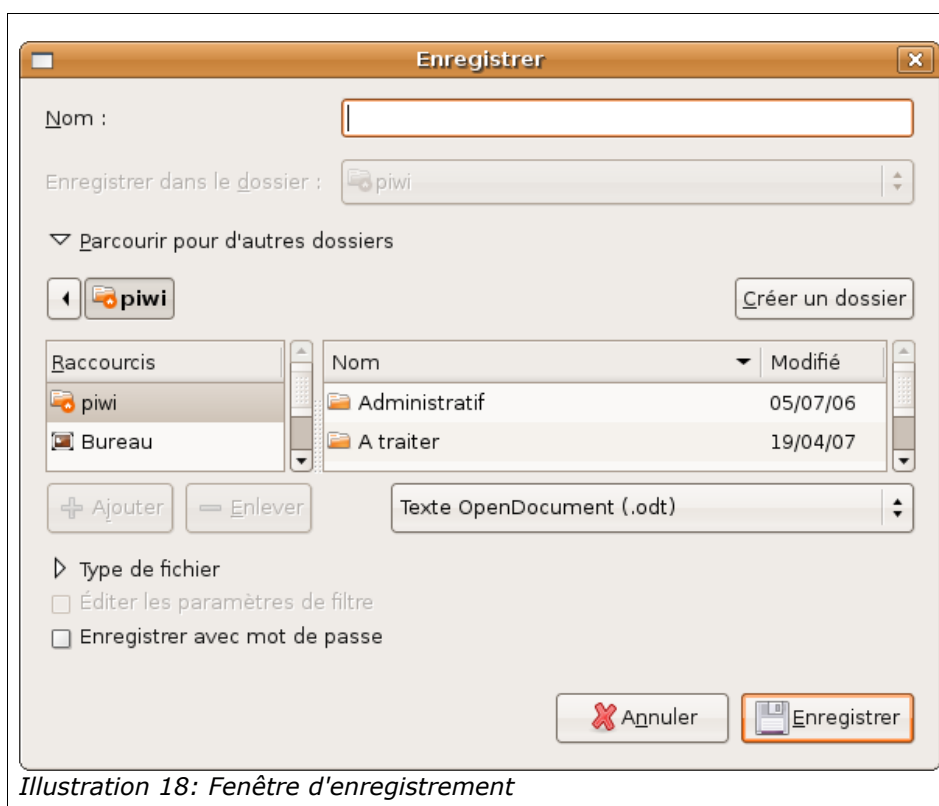 Enregistrer
Nom :
Enregistrer dans le dossier : piwi
Parcourir pour d'autres dossiers
piwi Créer un dossier
Raccourcis Nom Modifié
piwi Administratif 05/07/06
Bureau A traiter 19/04/07
Ajouter Enlever Texte OpenDocument (.odt)
Type de fichier
Éditer les paramètres de filtre
Enregistrer avec mot de passe
Annuler Enregistrer
Illustration 18: Fenêtre d'enregistrement